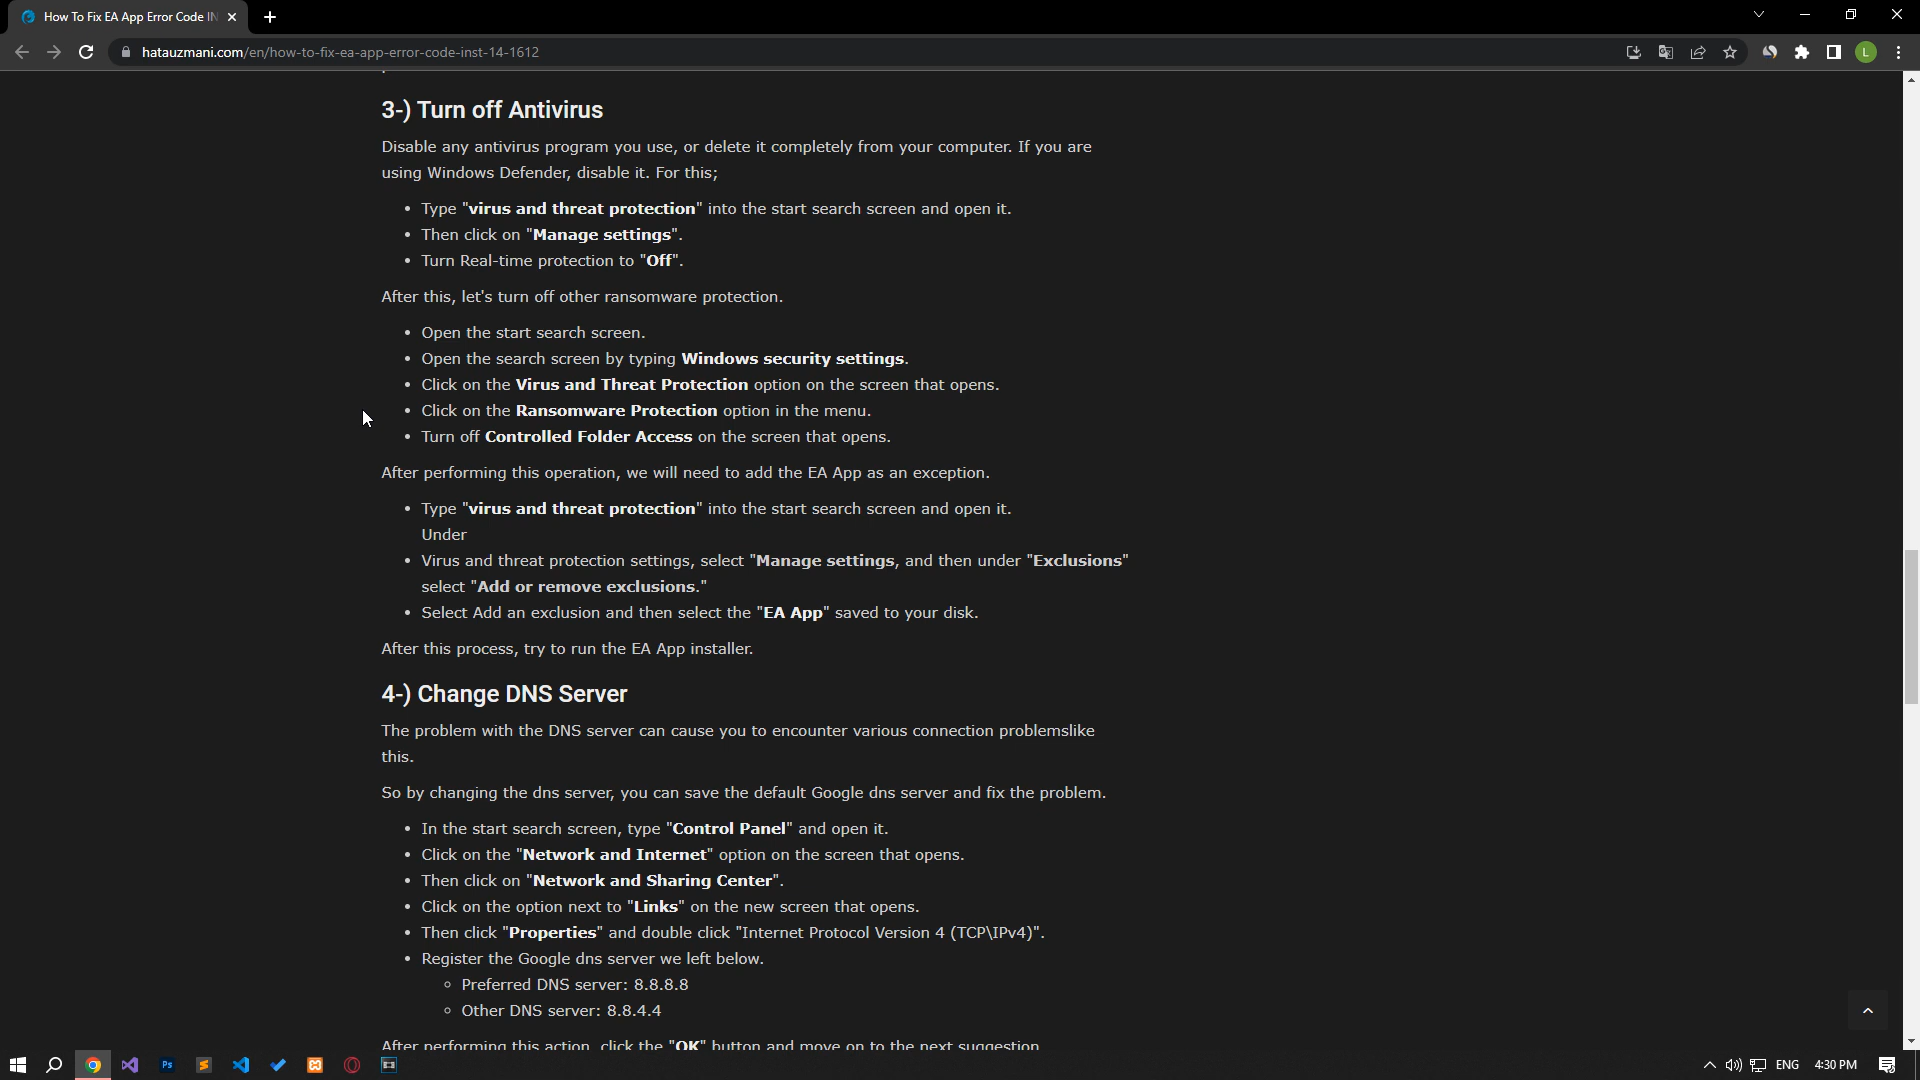 How To Fix EA App Error Code IN
hatauzmani.com/en/how-to-fix-ea-app-error-code-inst-14-1612
L
3-) Turn off Antivirus
Disable any antivirus program you use, or delete it completely from your computer. If you are
using Windows Defender, disable it. For this;
• Type "virus and threat protection" into the start search screen and open it.
• Then click on "Manage settings".
• Turn Real-time protection to "Off".
After this, let's turn off other ransomware protection.
• Open the start search screen.
• Open the search screen by typing Windows security settings.
• Click on the Virus and Threat Protection option on the screen that opens.
• Click on the Ransomware Protection option in the menu.
• Turn off Controlled Folder Access on the screen that opens.
After performing this operation, we will need to add the EA App as an exception.
• Type "virus and threat protection" into the start search screen and open it.
Under
• Virus and threat protection settings, select "Manage settings, and then under "Exclusions"
select "Add or remove exclusions."
• Select Add an exclusion and then select the "EA App" saved to your disk.
After this process, try to run the EA App installer.
4-) Change DNS Server
The problem with the DNS server can cause you to encounter various connection problemslike
this.
So by changing the dns server, you can save the default Google dns server and fix the problem.
• In the start search screen, type "Control Panel" and open it.
• Click on the "Network and Internet" option on the screen that opens.
• Then click on "Network and Sharing Center".
• Click on the option next to "Links" on the new screen that opens.
• Then click "Properties" and double click "Internet Protocol Version 4 (TCP\IPv4)".
• Register the Google dns server we left below.
◦ Preferred DNS server: 8.8.8.8
◦ Other DNS server: 8.8.4.4
After performing this action, click the "OK" button and move on to the next suggestion.
Ps
ENG
4:30 PM